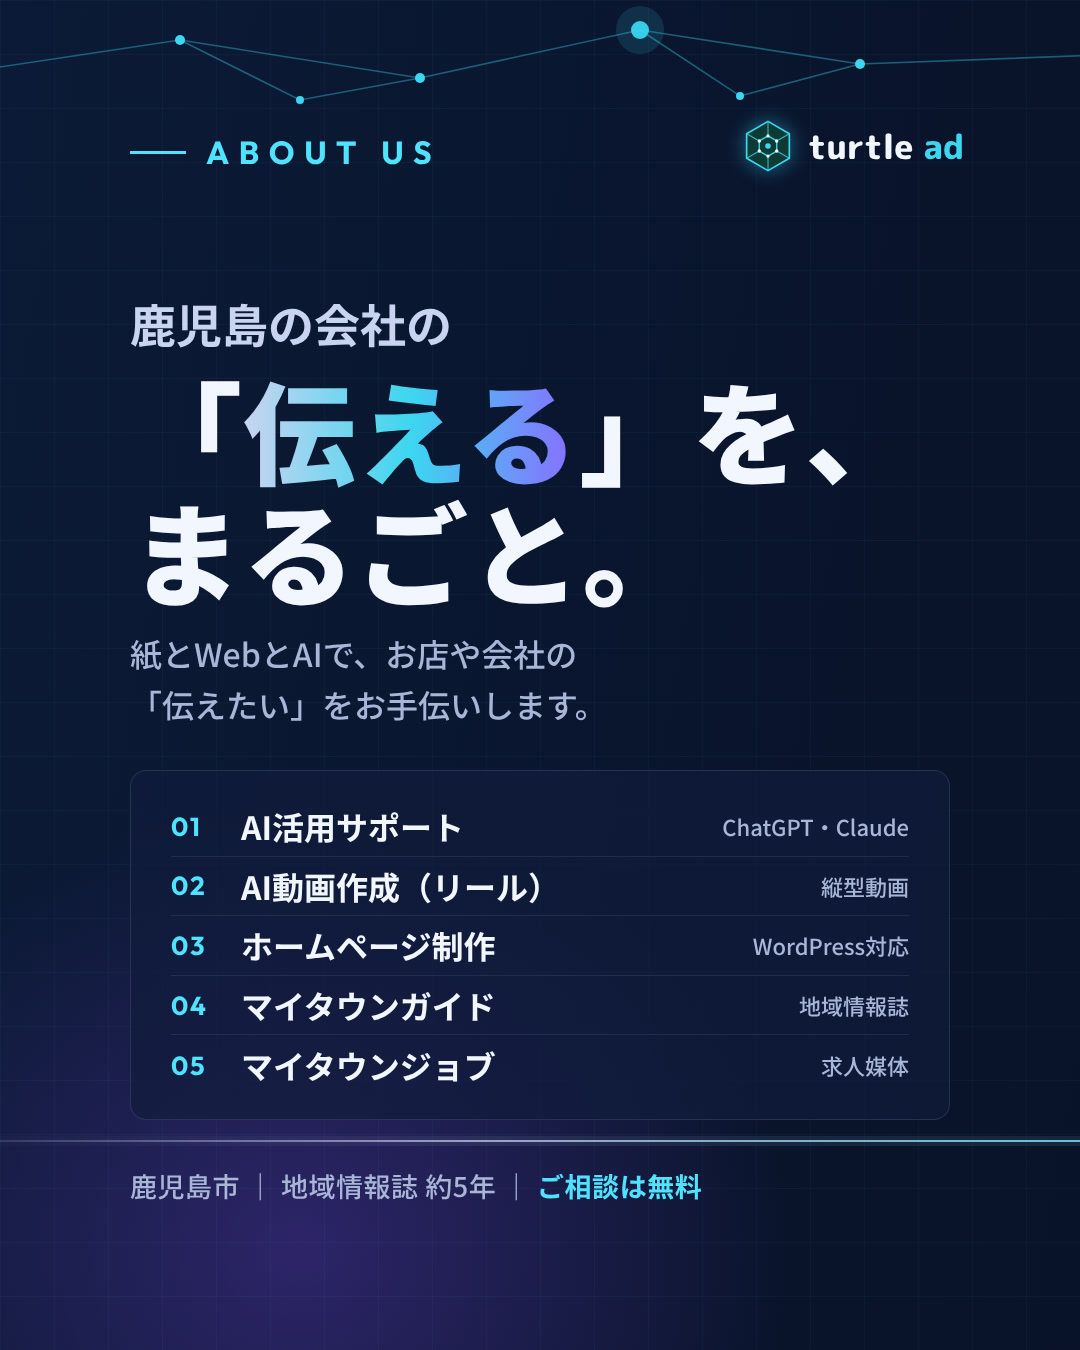 ABOUT US
turtle ad
鹿児島の会社の
「伝える」を、
まるごと。
紙とWebとAIで、お店や会社の
「伝えたい」をお手伝いします。
01 AI活用サポート ChatGPT・Claude
02 AI動画作成（リール） 縦型動画
03 ホームページ制作 WordPress対応
04 マイタウンガイド 地域情報誌
05 マイタウンジョブ 求人媒体
鹿児島市｜地域情報誌 約5年｜ご相談は無料